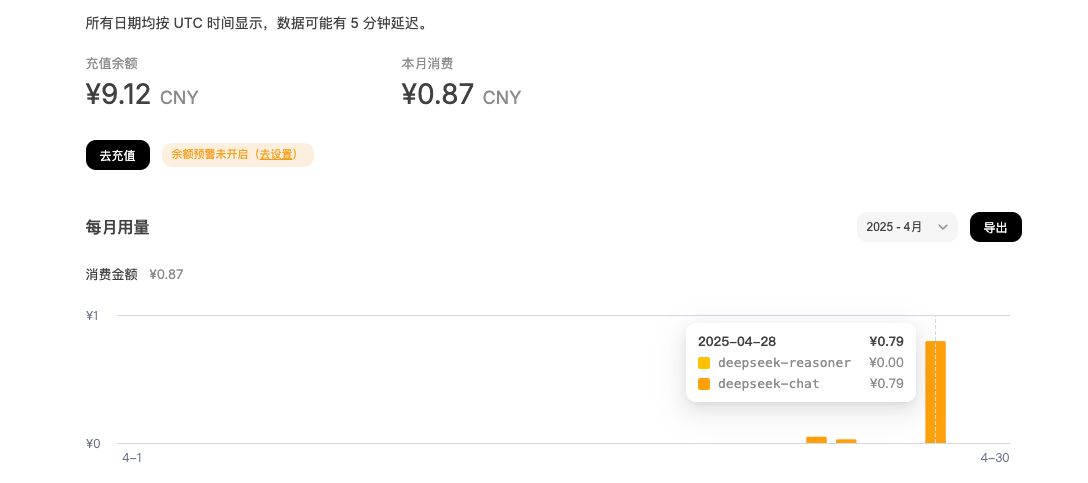 所有日期均按 UTC 时间显示，数据可能有 5 分钟延迟。
充值余额
¥9.12 CNY
本月消费
¥0.87 CNY
去充值
余额预警未开启（去设置）
每月用量
2025 - 4月
导出
消费金额 ¥0.87
¥1
2025-04-28 ¥0.79
deepseek-reasoner ¥0.00
deepseek-chat ¥0.79
¥0
4-1
4-30